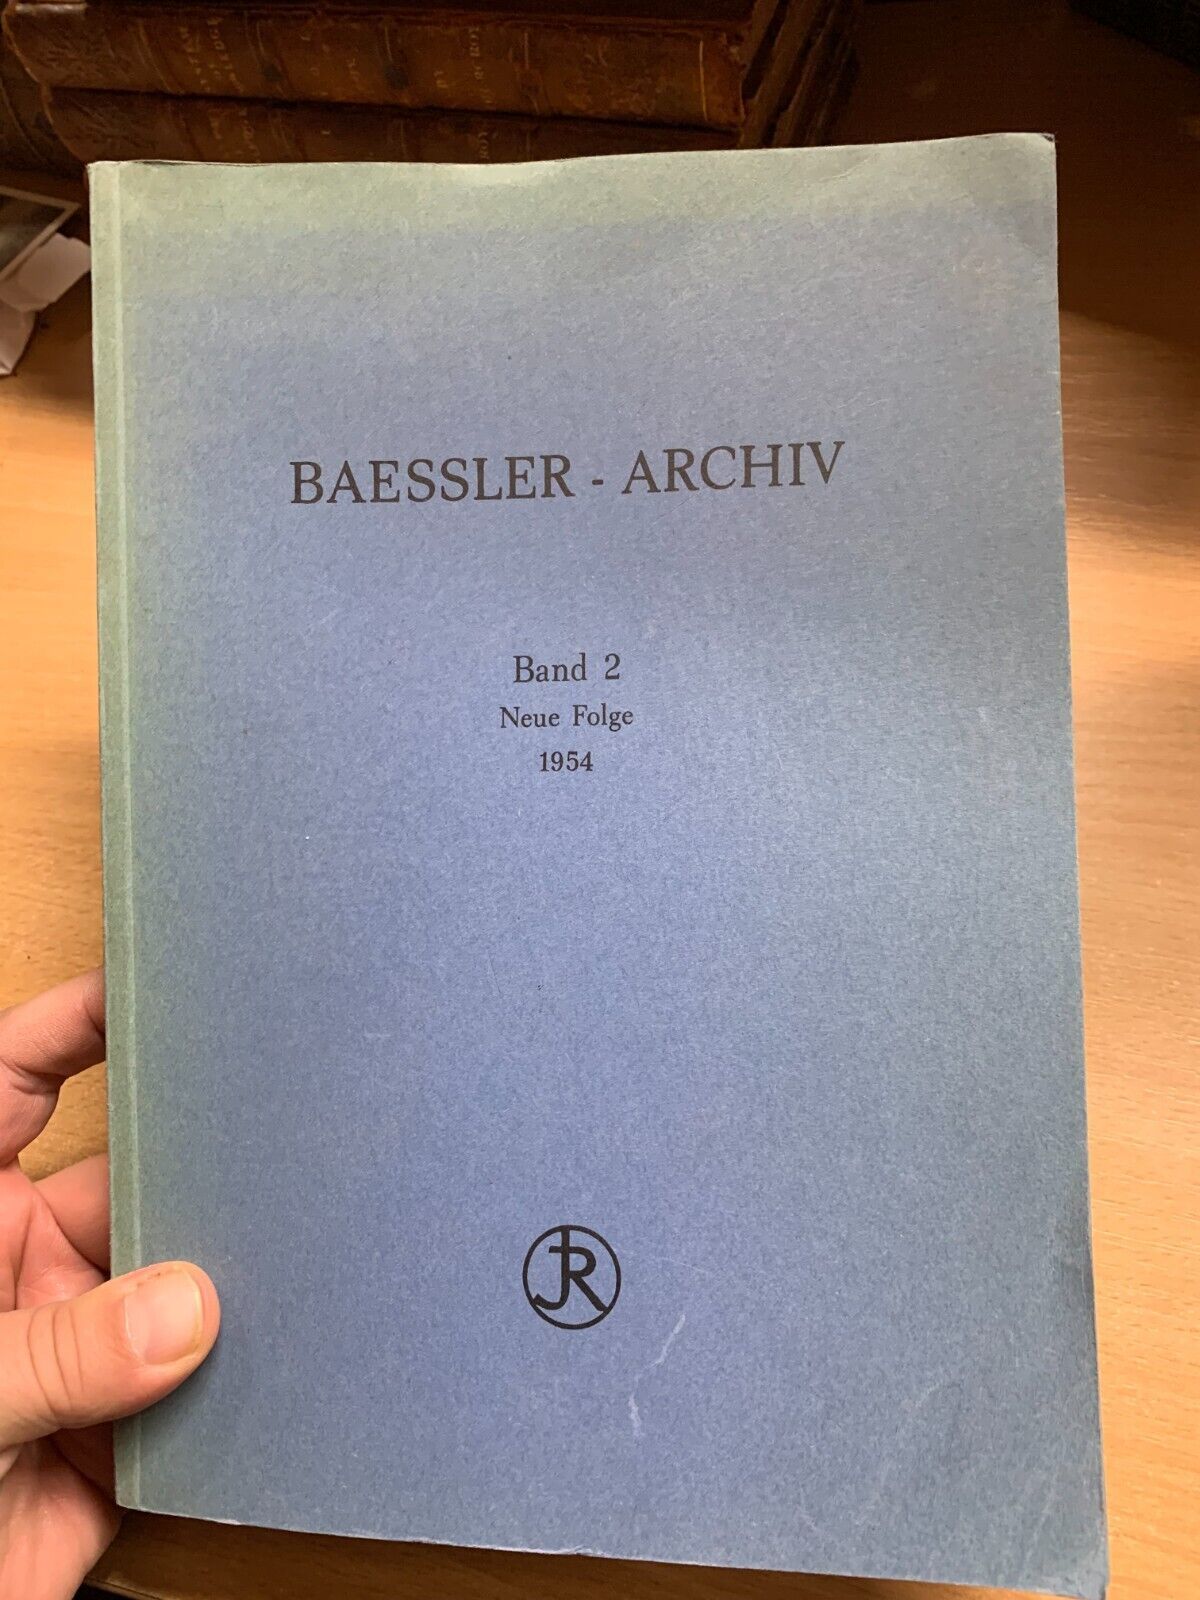 BAESSLER - ARCHIV
Band 2
Neue Folge
1954
JR